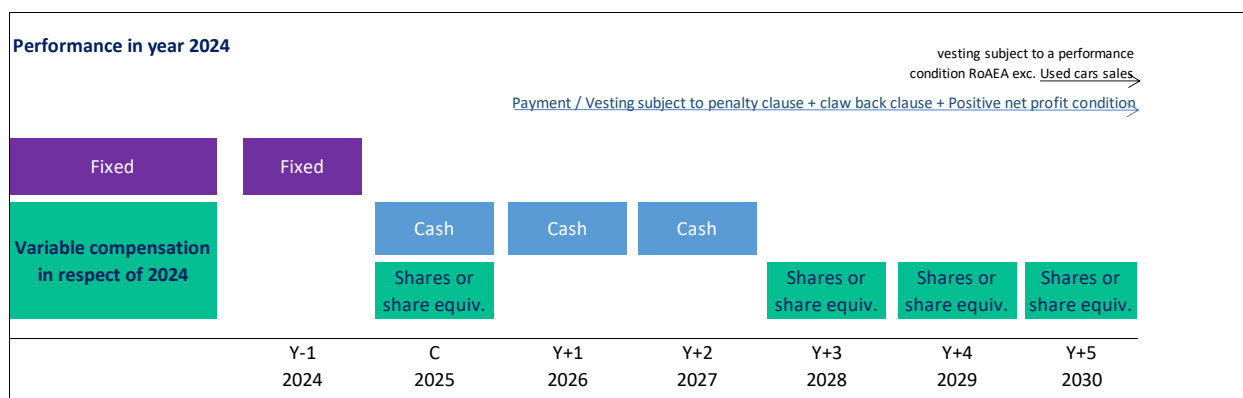 Performance in year 2024
vesting subject to a performance
condition RoAEA exc. Used cars sales
Payment / Vesting subject to penalty clause + claw back clause + Positive net profit condition
Fixed Fixed
Variable compensation
in respect of 2024
Cash Cash Cash
Shares or Shares or Shares or Shares or
share equiv. share equiv. share equiv. share equiv.
Y-1 C Y+1 Y+2 Y+3 Y+4 Y+5
2024 2025 2026 2027 2028 2029 2030